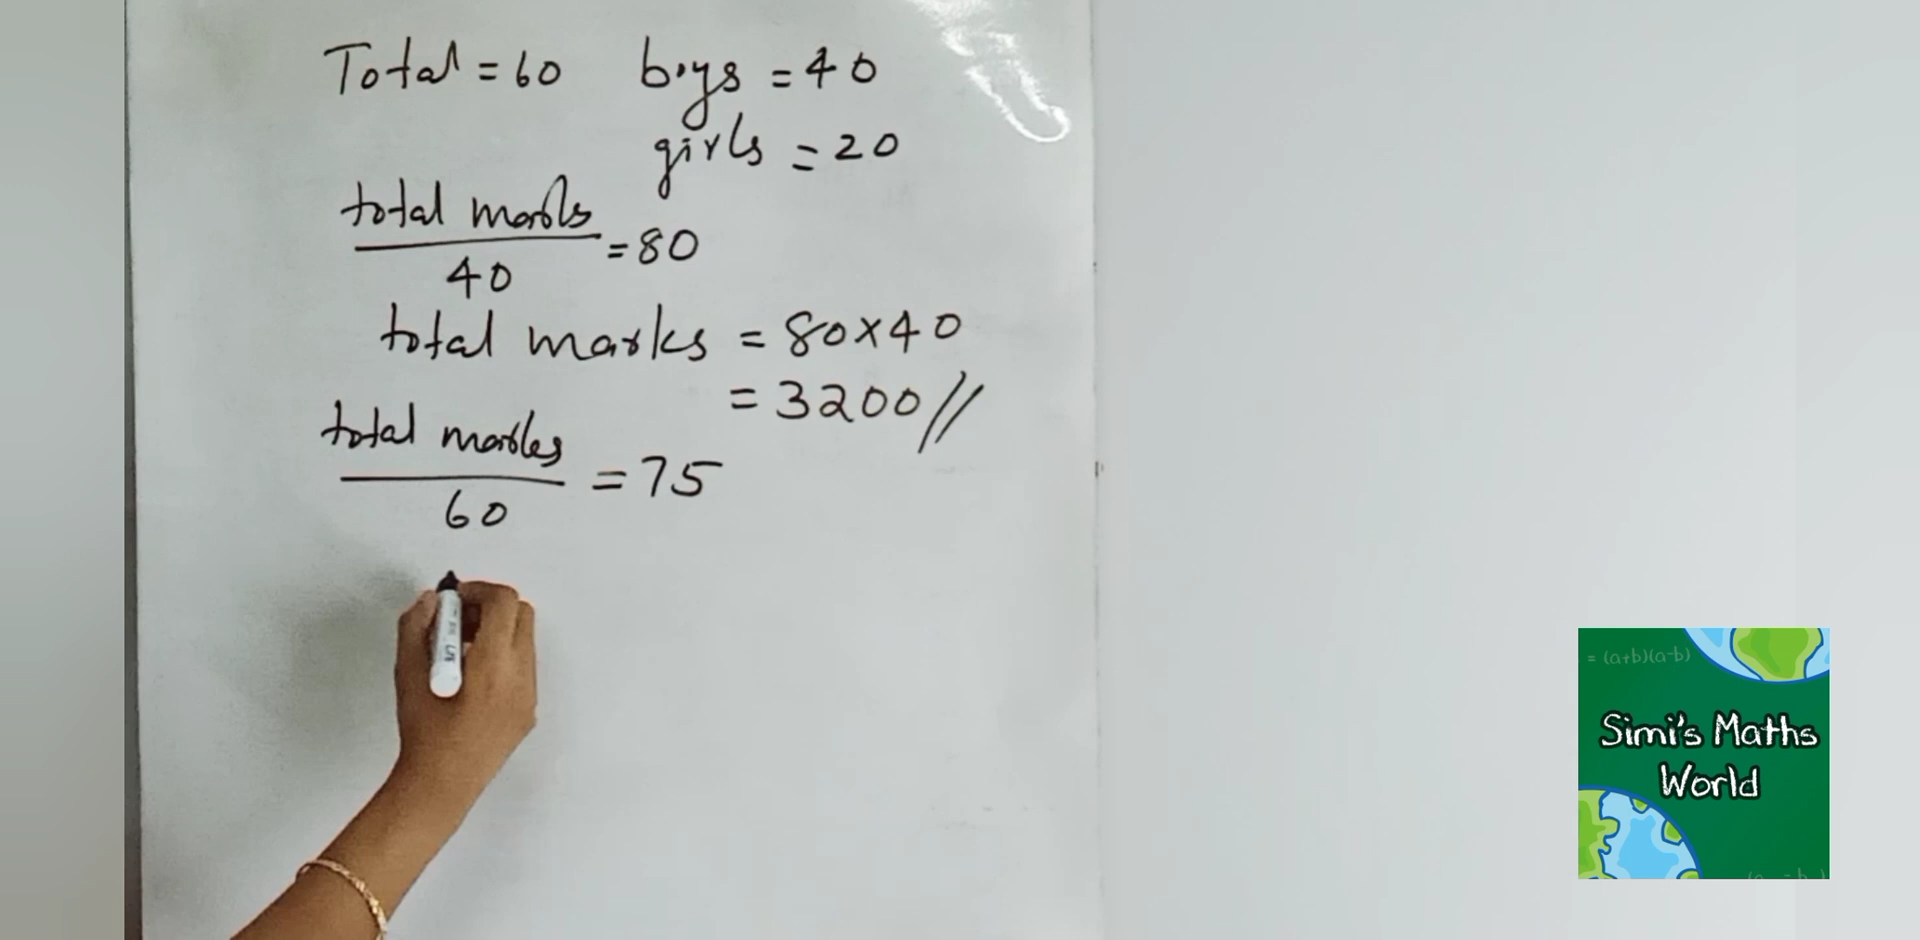 Total = 60 boys = 40
girls = 20
total marks
40
= 80
total marks = 80×40
= 3200//
total marks
60
= 75
= (a+b)(a-b)
Simi's Maths
World